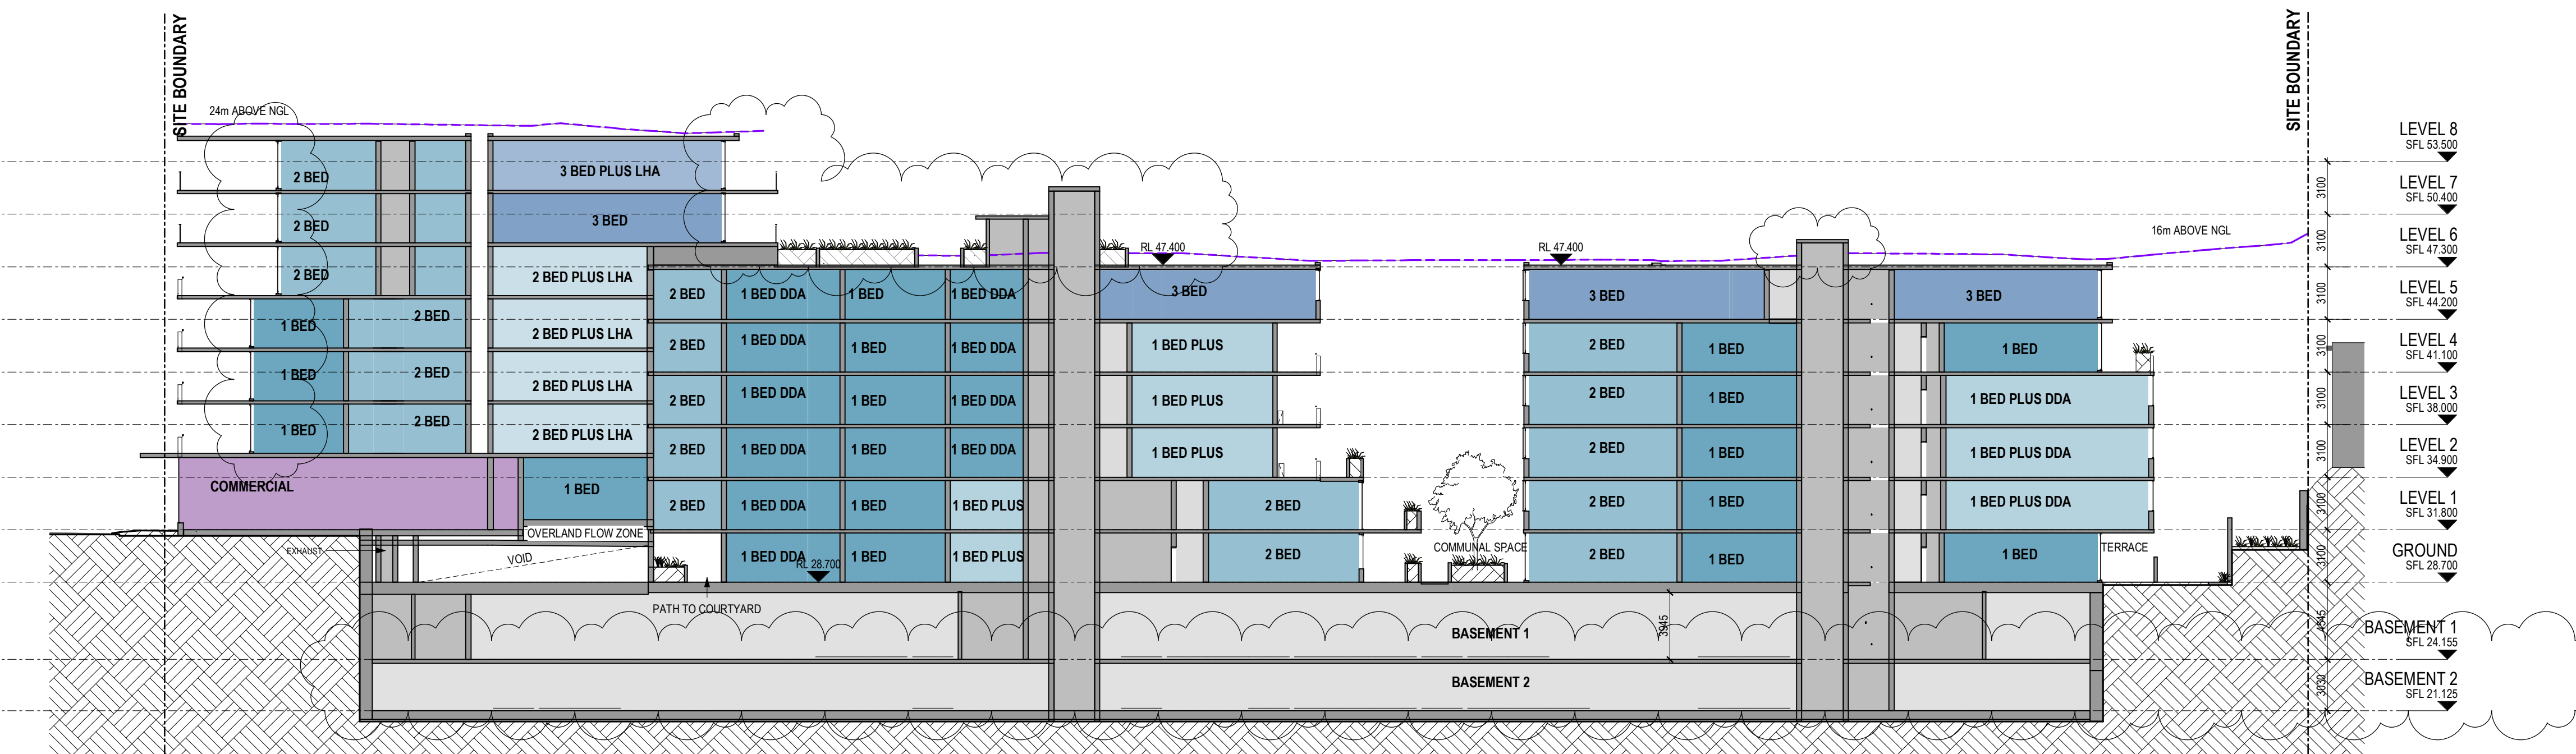 SITE BOUNDARY
SITE BOUNDARY
24m ABOVE NGL
LEVEL 8
SFL 53.500
2 BED
3 BED PLUS LHA
3100
LEVEL 7
SFL 50.400
2 BED
3 BED
16m ABOVE NGL
3100
LEVEL 6
SFL 47.300
RL 47.400
RL 47.400
2 BED
2 BED PLUS LHA
2 BED
1 BED DDA
1 BED
1 BED DDA
3 BED
3 BED
3 BED
3100
LEVEL 5
SFL 44.200
1 BED
2 BED
2 BED PLUS LHA
2 BED
1 BED DDA
1 BED
1 BED DDA
1 BED PLUS
2 BED
1 BED
1 BED
3100
LEVEL 4
SFL 41.100
1 BED
2 BED
2 BED PLUS LHA
2 BED
1 BED DDA
1 BED
1 BED DDA
1 BED PLUS
2 BED
1 BED
1 BED PLUS DDA
3100
LEVEL 3
SFL 38.000
1 BED
2 BED
2 BED PLUS LHA
2 BED
1 BED DDA
1 BED
1 BED DDA
1 BED PLUS
2 BED
1 BED
1 BED PLUS DDA
3100
LEVEL 2
SFL 34.900
COMMERCIAL
1 BED
2 BED
1 BED DDA
1 BED
1 BED PLUS
2 BED
2 BED
1 BED
1 BED PLUS DDA
3100
LEVEL 1
SFL 31.800
OVERLAND FLOW ZONE
EXHAUST
VOID
1 BED DDA
1 BED
1 BED PLUS
2 BED
COMMUNAL SPACE
2 BED
1 BED
1 BED
TERRACE
3100
GROUND
SFL 28.700
RL 28.700
PATH TO COURTYARD
BASEMENT 1
3945
4545
BASEMENT 1
SFL 24.155
BASEMENT 2
3030
BASEMENT 2
SFL 21.125